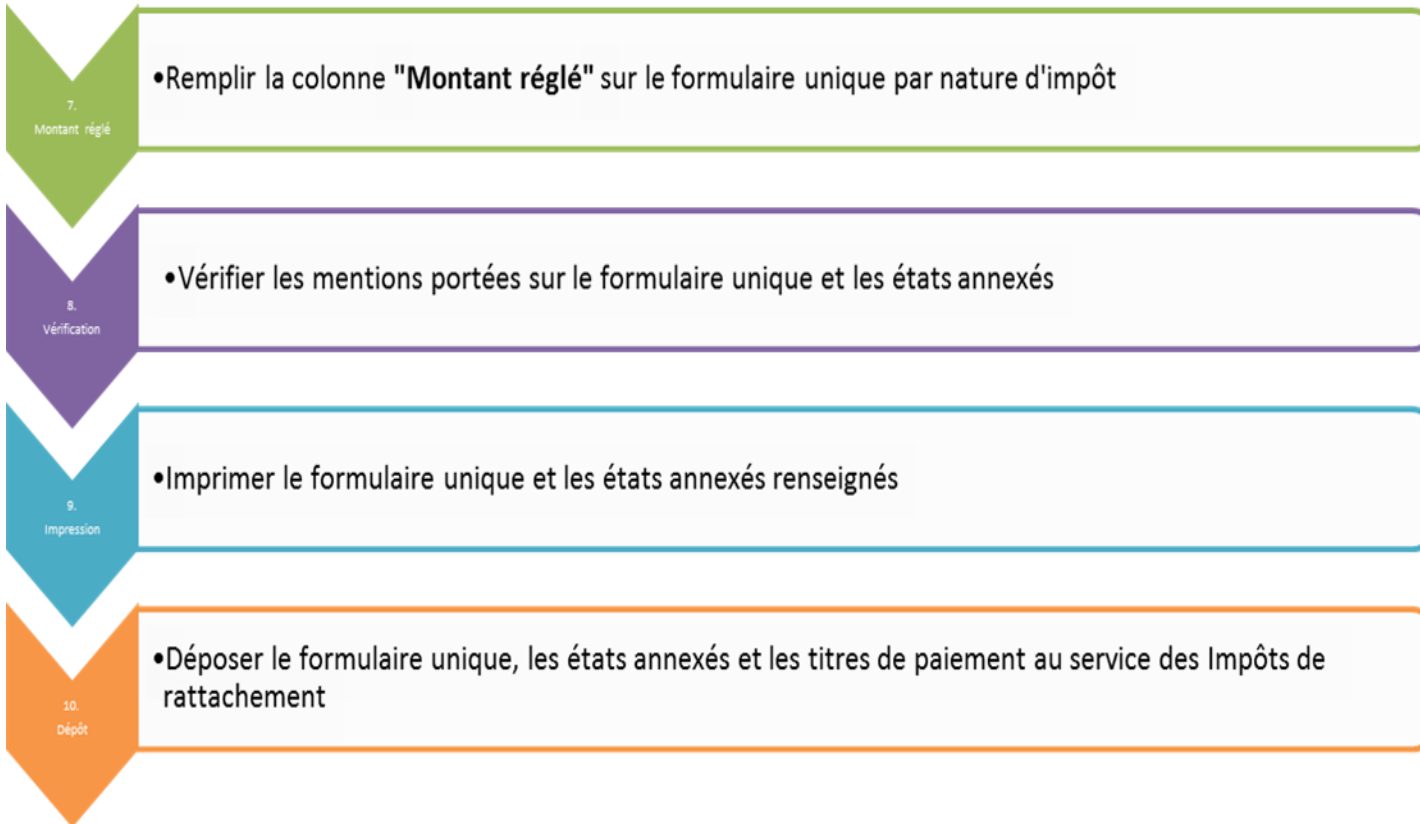 7.
Montant réglé
•Remplir la colonne "Montant réglé" sur le formulaire unique par nature d'impôt
8.
Vérification
•Vérifier les mentions portées sur le formulaire unique et les états annexés
9.
Impression
•Imprimer le formulaire unique et les états annexés renseignés
10.
Dépôt
•Déposer le formulaire unique, les états annexés et les titres de paiement au service des Impôts de
rattachement